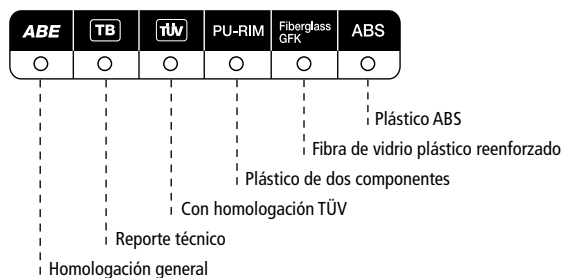 ABE TB TÜV PU-RIM Fiberglass GFK ABS
Plástico ABS
Fibra de vidrio plástico reenforzado
Plástico de dos componentes
Con homologación TÜV
Reporte técnico
Homologación general